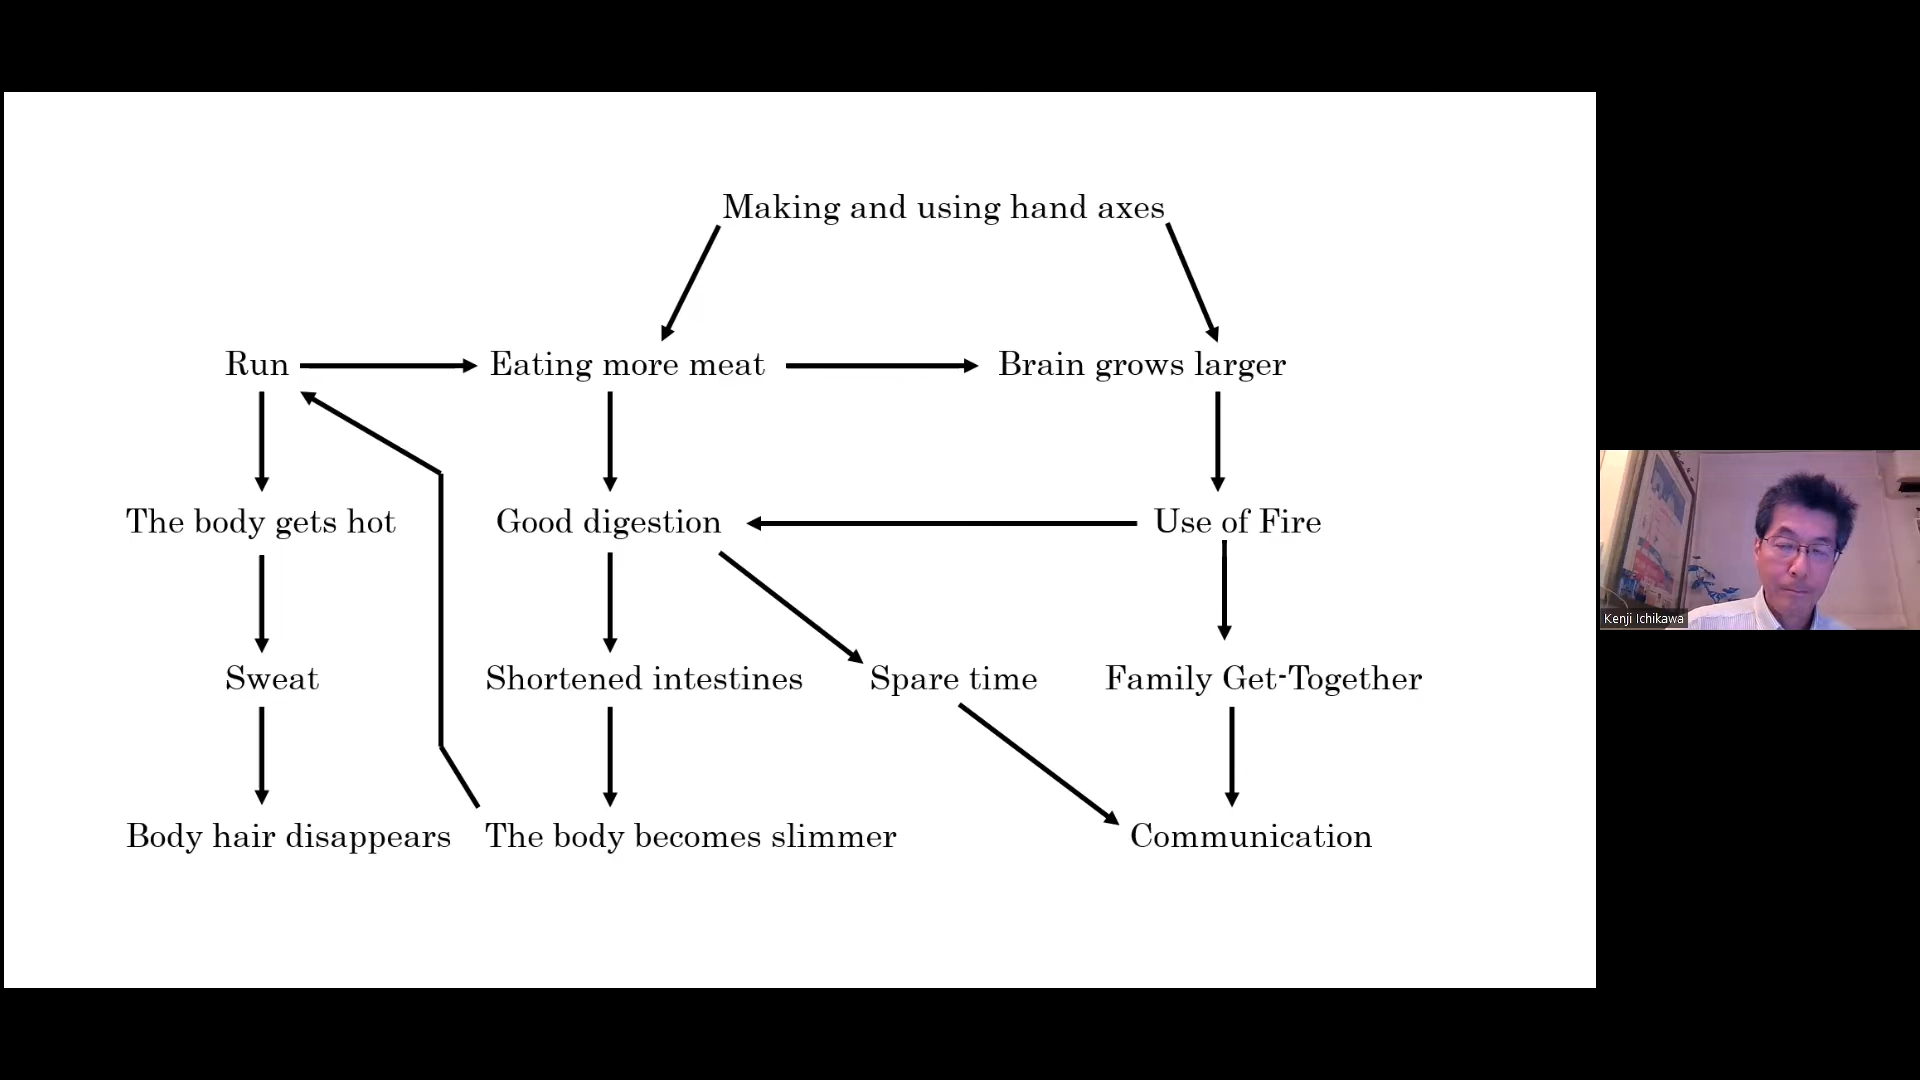 Making and using hand axes
Run
Eating more meat
Brain grows larger
The body gets hot
Good digestion
Use of Fire
Sweat
Shortened intestines
Spare time
Family Get-Together
Body hair disappears
The body becomes slimmer
Communication
Kenji Ichikawa